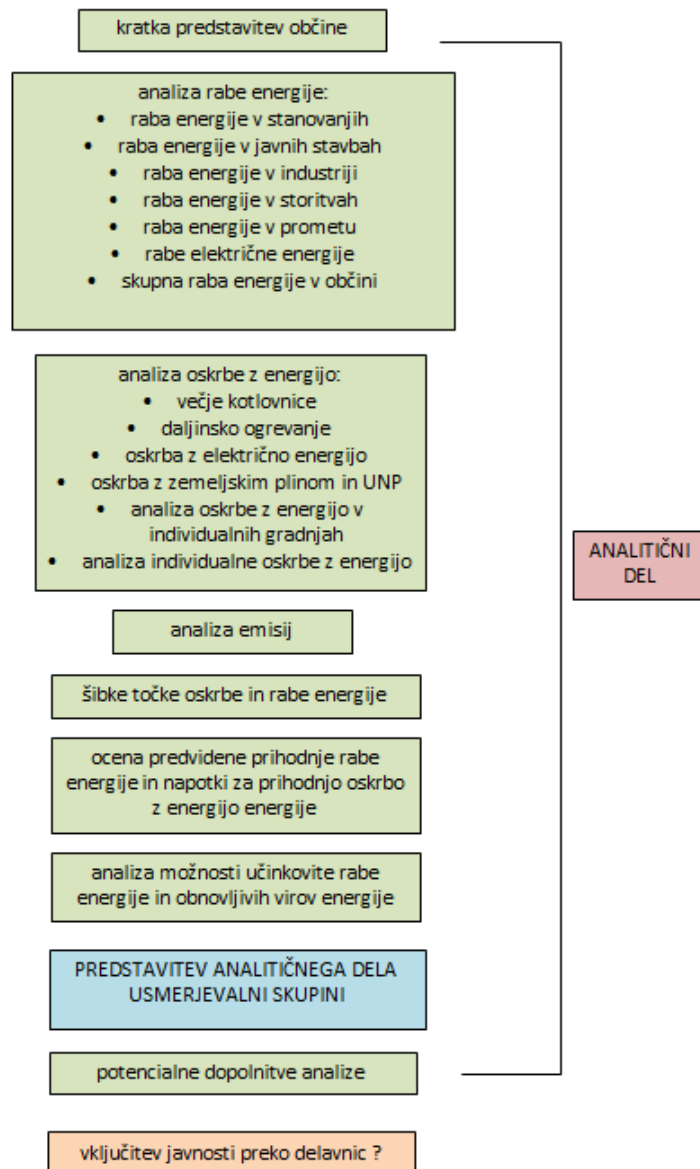 kratka predstavitev občine
analiza rabe energije:
• raba energije v stanovanjih
• raba energije v javnih stavbah
• raba energije v industriji
• raba energije v storitvah
• raba energije v prometu
• rabe električne energije
• skupna raba energije v občini
analiza oskrbe z energijo:
• večje kotlovnice
• daljinsko ogrevanje
• oskrba z električno energijo
• oskrba z zemeljskim plinom in UNP
• analiza oskrbe z energijo v
individualnih gradnjah
• analiza individualne oskrbe z energijo
ANALITIČNI
DEL
analiza emisij
šibke točke oskrbe in rabe energije
ocena predvidene prihodnje rabe
energije in napotki za prihodnjo oskrbo
z energijo energije
analiza možnosti učinkovite rabe
energije in obnovljivih virov energije
PREDSTAVITEV ANALITIČNEGA DELA
USMERJEVALNI SKUPINI
potencialne dopolnitve analize
vključitev javnosti preko delavnic ?